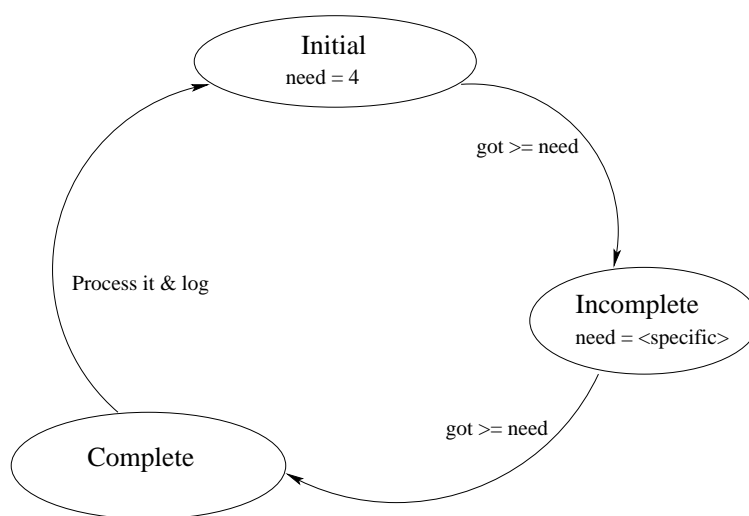 Initial
need = 4
got >= need
Process it & log
Incomplete
need = <specific>
got >= need
Complete